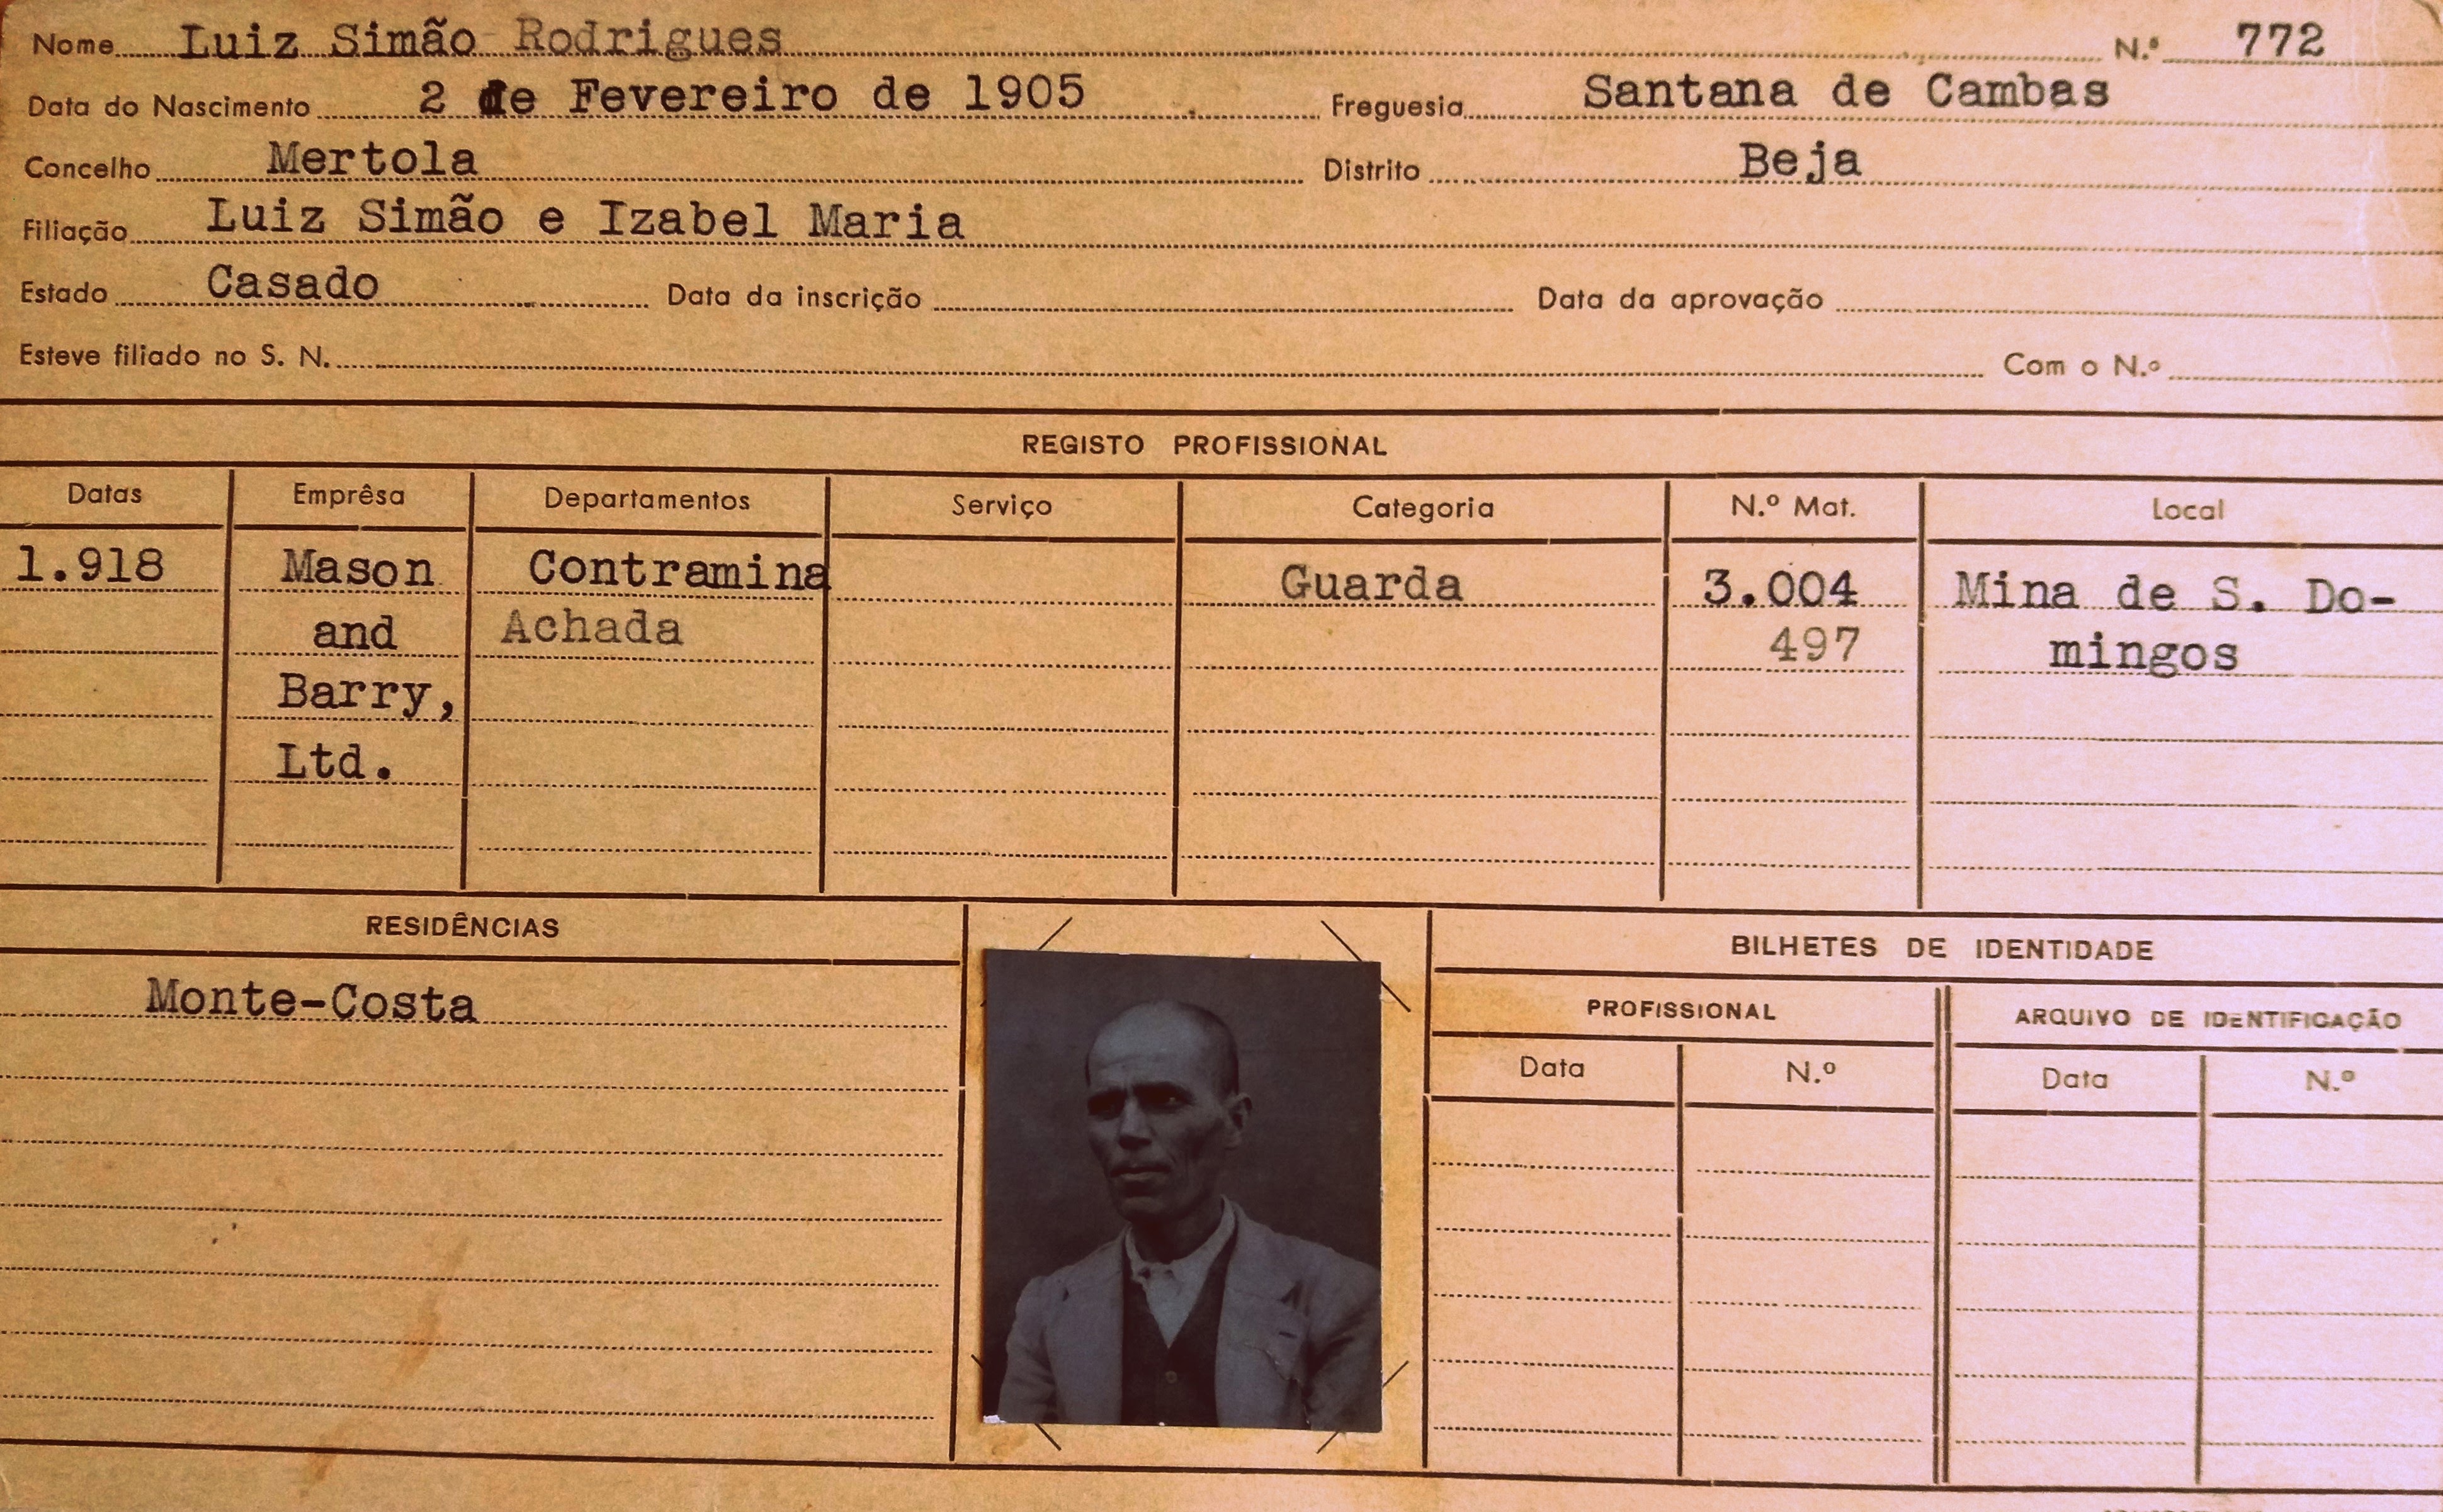 Nome Luiz Simão Rodrigues N.º 772
Data do Nascimento 2 de Fevereiro de 1905 Freguesia Santana de Cambas
Concelho Mertola Distrito Beja
Filiação Luiz Simão e Izabel Maria
Estado Casado Data da inscrição Data da aprovação
Esteve filiado no S. N. Com o N.º
REGISTO PROFISSIONAL
Datas Emprêsa Departamentos Serviço Categoria N.º Mat. Local
1.918 Mason Contramina Guarda 3.004 Mina de S. Do-
and Achada 497 mingos
Barry,
Ltd.
RESIDÊNCIAS
BILHETES DE IDENTIDADE
Monte-Costa
PROFISSIONAL ARQUIVO DE IDENTIFICAÇÃO
Data N.º Data N.º